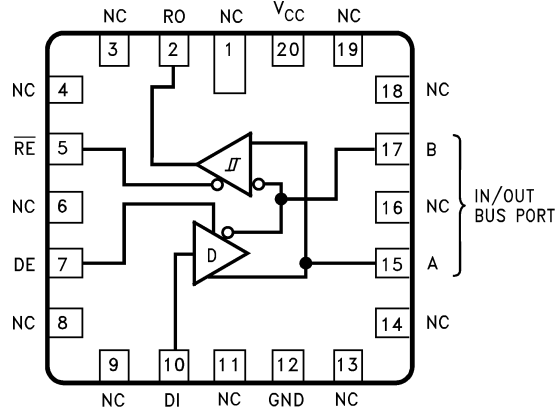 NC RO NC VCC NC
3 2 1 20 19
NC 4 18 NC
RE 5 17 B
NC 6 16 NC
IN/OUT
BUS PORT
DE 7 D 15 A
NC 8 14 NC
9 10 11 12 13
NC DI NC GND NC